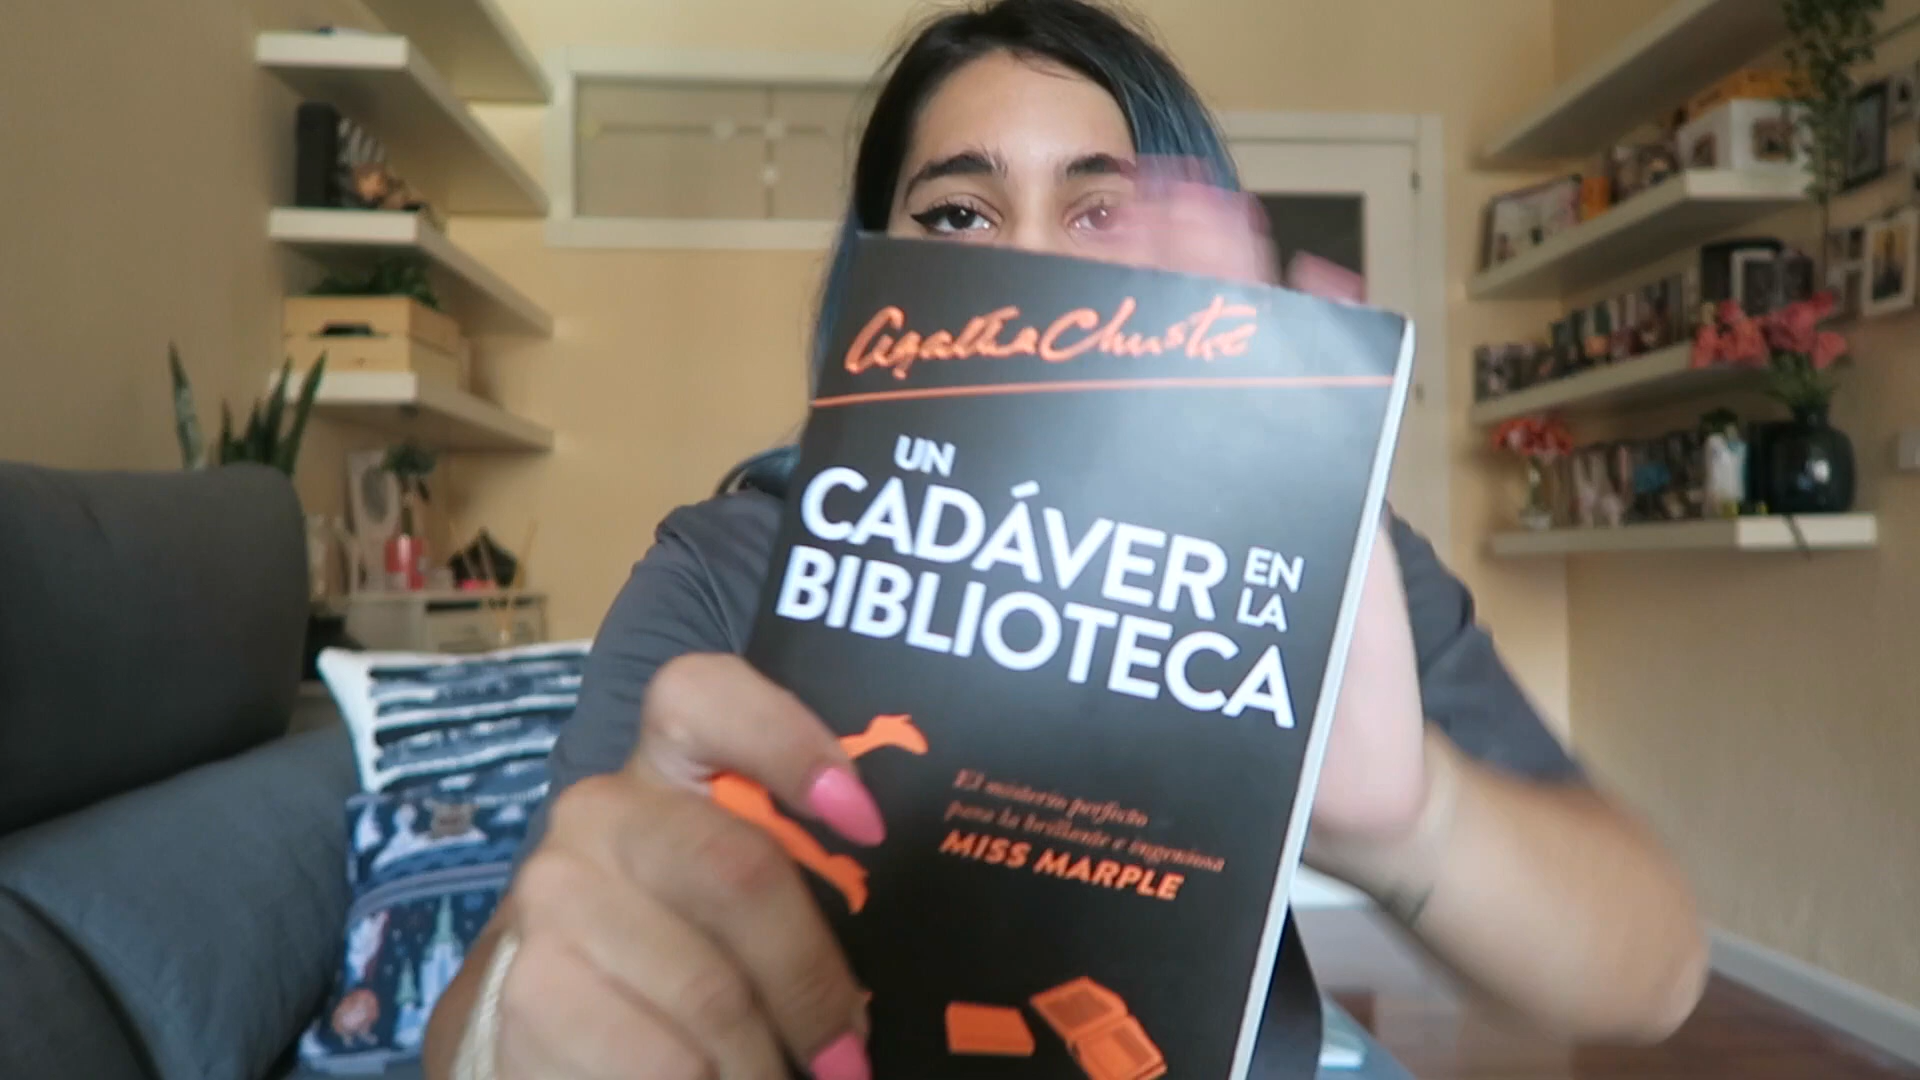 Agatha Christie
UN
CADÁVER EN
LA
BIBLIOTECA
El misterio perfecto
para la brillante e ingeniosa
MISS MARPLE